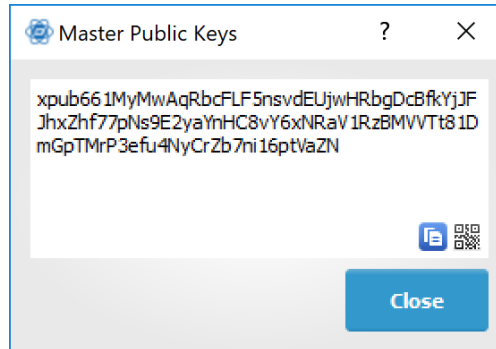 Master Public Keys
xpub661MyMwAqRbcFLF5nsvdEUjwHRbgDcBfkYjJF
JhxZhf77pNs9E2yaYnHC8vY6xNRaV1RzBMVVTt81D
mGpTMrP3efu4NyCrZb7ni16ptVaZN
Close